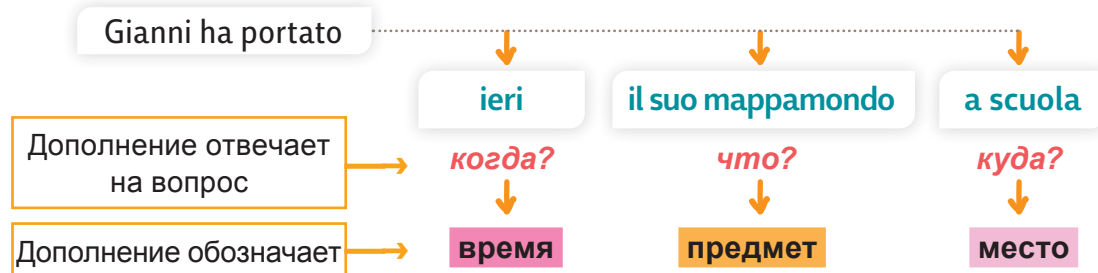 Gianni ha portato
ieri il suo mappamondo a scuola
Дополнение отвечает
на вопрос
когда? что? куда?
Дополнение обозначает
время предмет место